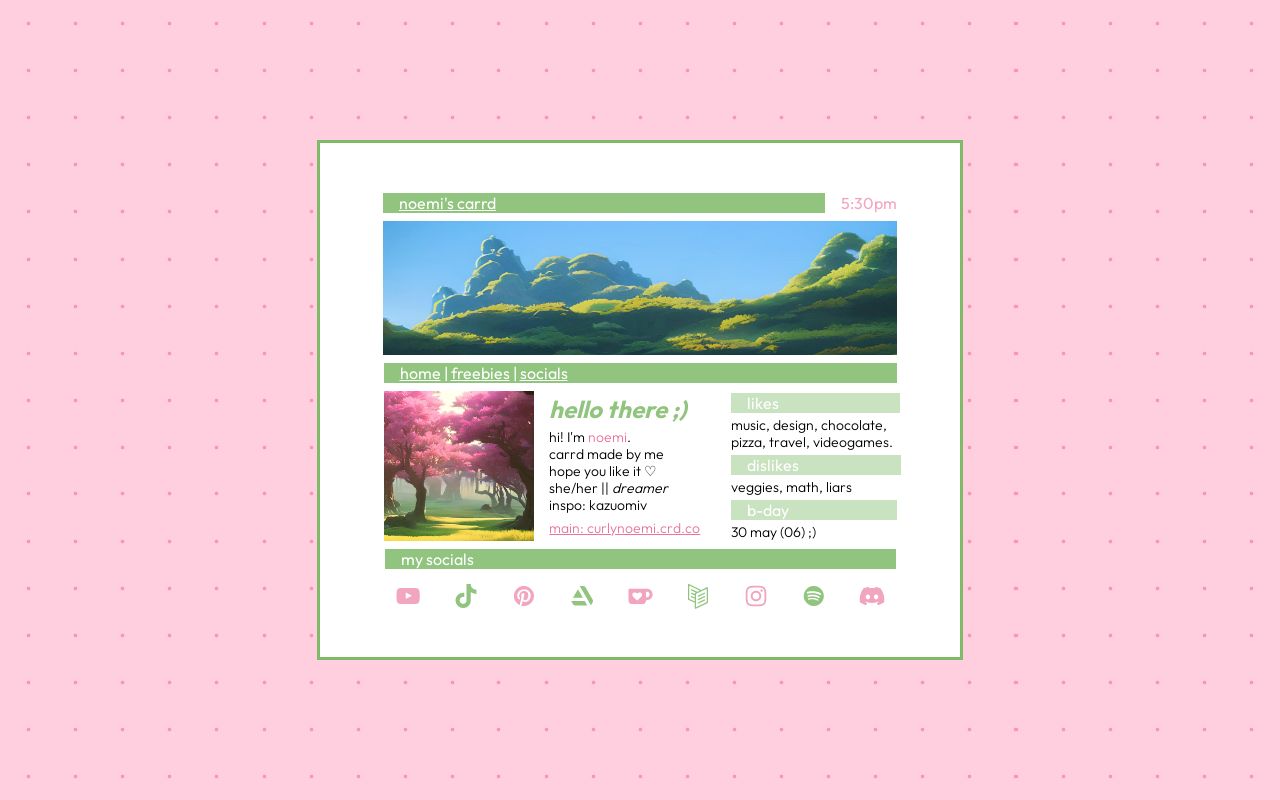 noemi's carrd
5:30pm
home | freebies | socials
hello there ;)
hi! I'm noemi.
carrd made by me
hope you like it ♡
she/her || dreamer
inspo: kazuomiv
main: curlynoemi.crd.co
likes
music, design, chocolate,
pizza, travel, videogames.
dislikes
veggies, math, liars
b-day
30 may (06) ;)
my socials